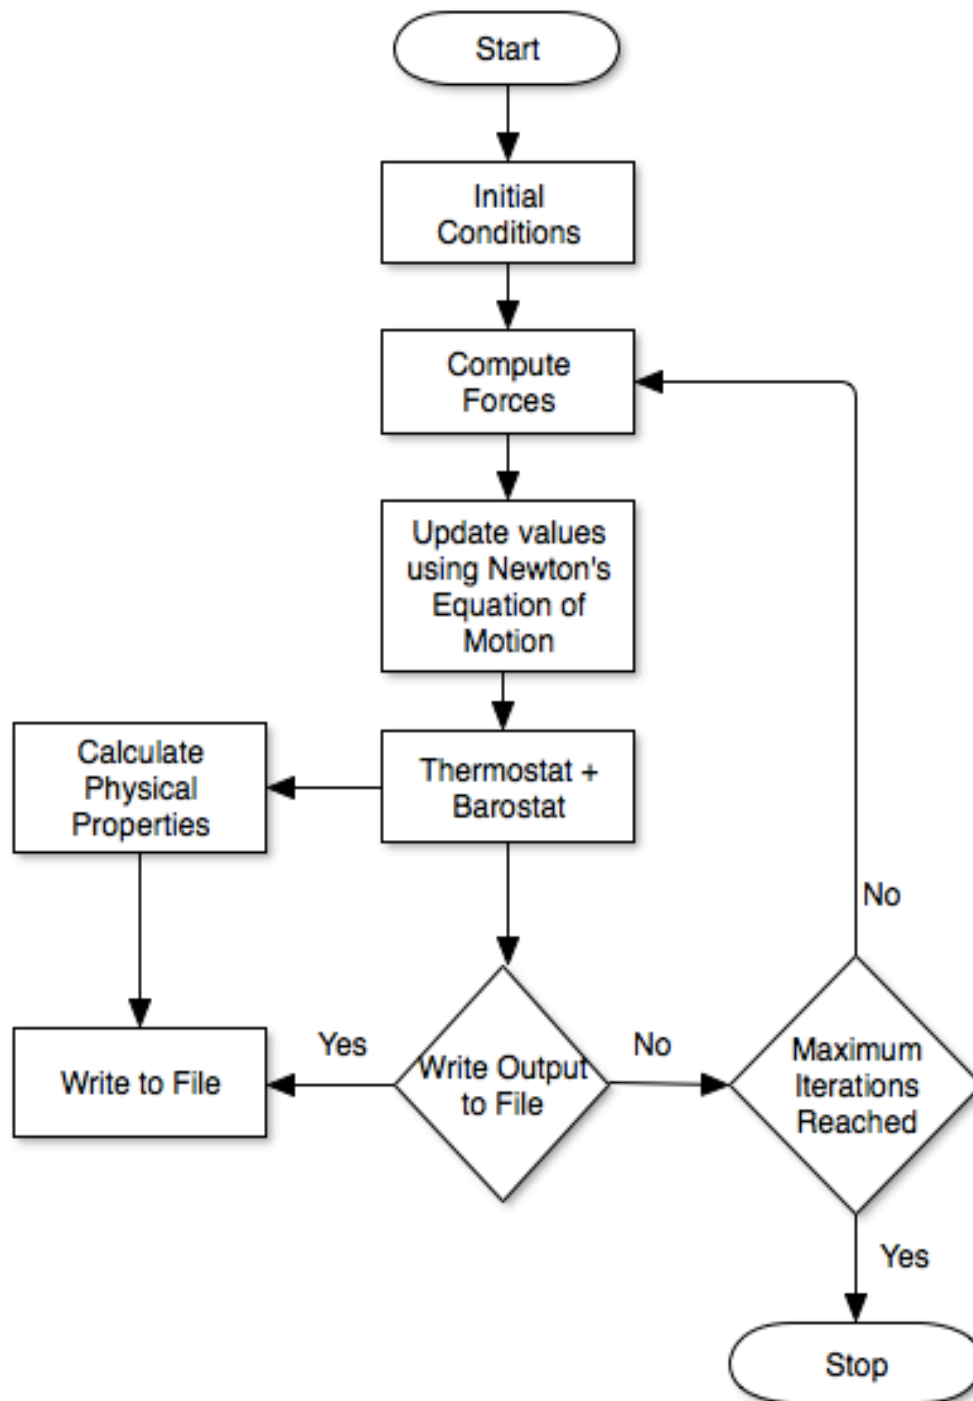 Start
Initial
Conditions
Compute
Forces
Update values
using Newton's
Equation of
Motion
Calculate
Physical
Properties
Thermostat +
Barostat
No
Write to File
Yes
Write Output
to File
No
Maximum
Iterations
Reached
Yes
Stop